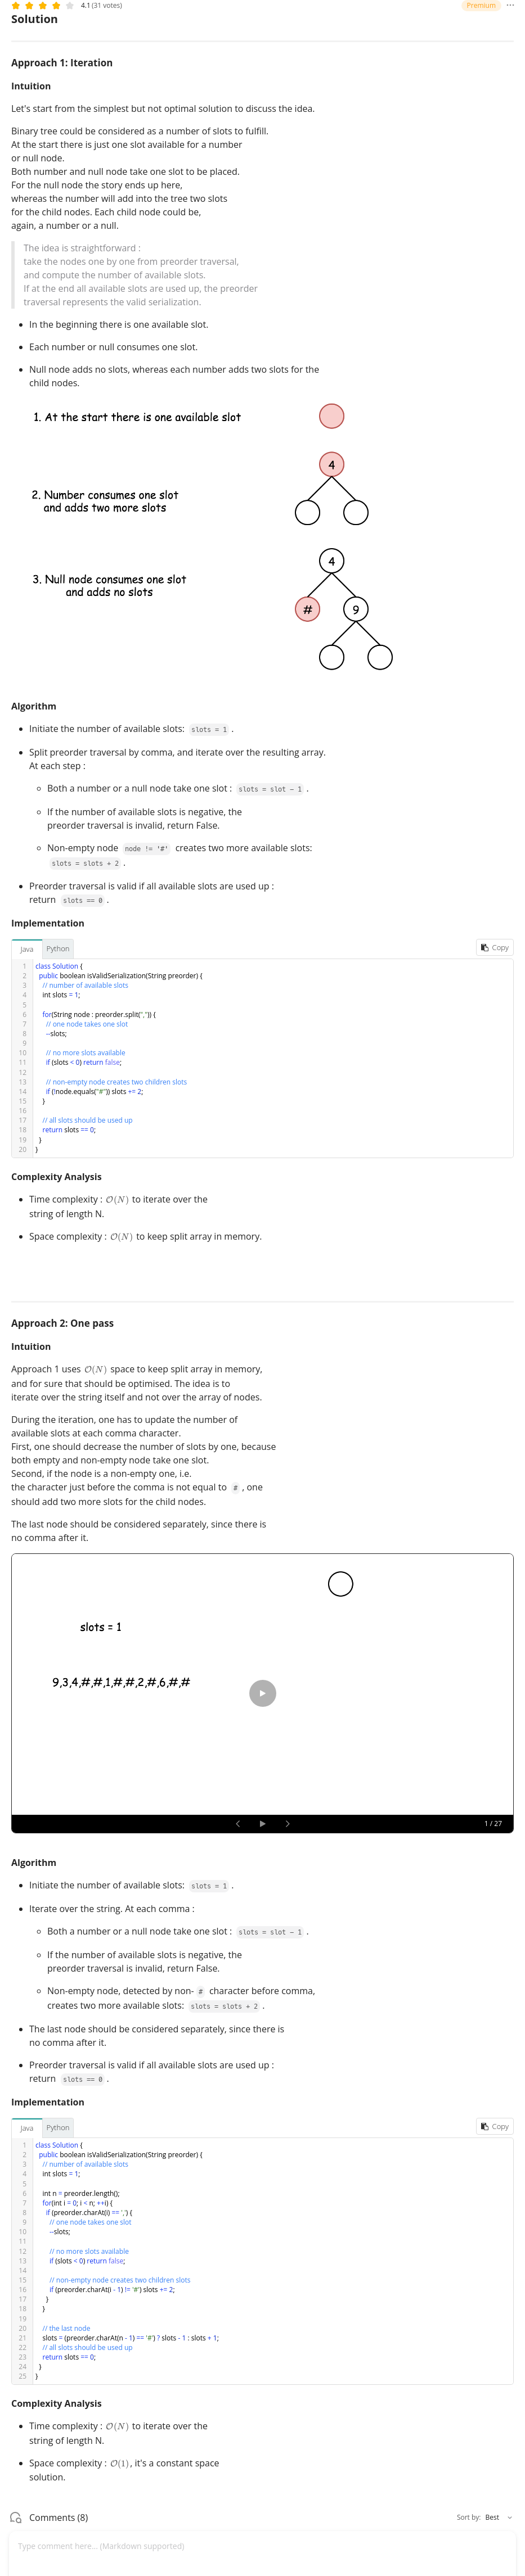 4.1 (31 votes)
Premium
Solution
Approach 1: Iteration
Intuition
Let's start from the simplest but not optimal solution to discuss the idea.
Binary tree could be considered as a number of slots to fulfill.
At the start there is just one slot available for a number
or null node.
Both number and null node take one slot to be placed.
For the null node the story ends up here,
whereas the number will add into the tree two slots
for the child nodes. Each child node could be,
again, a number or a null.
The idea is straightforward :
take the nodes one by one from preorder traversal,
and compute the number of available slots.
If at the end all available slots are used up, the preorder
traversal represents the valid serialization.
• In the beginning there is one available slot.
• Each number or null consumes one slot.
• Null node adds no slots, whereas each number adds two slots for the
child nodes.
1. At the start there is one available slot
4
2. Number consumes one slot
and adds two more slots
4
3. Null node consumes one slot
and adds no slots
# 9
Algorithm
• Initiate the number of available slots: slots = 1 .
• Split preorder traversal by comma, and iterate over the resulting array.
At each step :
◦ Both a number or a null node take one slot : slots = slot − 1 .
◦ If the number of available slots is negative, the
preorder traversal is invalid, return False.
◦ Non-empty node node != '#' creates two more available slots:
slots = slots + 2 .
• Preorder traversal is valid if all available slots are used up :
return slots == 0 .
Implementation
Java Python Copy
1 class Solution {
2 public boolean isValidSerialization(String preorder) {
3 // number of available slots
4 int slots = 1;
5
6 for(String node : preorder.split(",")) {
7 // one node takes one slot
8 --slots;
9
10 // no more slots available
11 if (slots < 0) return false;
12
13 // non-empty node creates two children slots
14 if (!node.equals("#")) slots += 2;
15 }
16
17 // all slots should be used up
18 return slots == 0;
19 }
20 }
Complexity Analysis
• Time complexity : O(N) to iterate over the
string of length N.
• Space complexity : O(N) to keep split array in memory.
Approach 2: One pass
Intuition
Approach 1 uses O(N) space to keep split array in memory,
and for sure that should be optimised. The idea is to
iterate over the string itself and not over the array of nodes.
During the iteration, one has to update the number of
available slots at each comma character.
First, one should decrease the number of slots by one, because
both empty and non-empty node take one slot.
Second, if the node is a non-empty one, i.e.
the character just before the comma is not equal to # , one
should add two more slots for the child nodes.
The last node should be considered separately, since there is
no comma after it.
slots = 1
9,3,4,#,#,1,#,#,2,#,6,#,#
1 / 27
Algorithm
• Initiate the number of available slots: slots = 1 .
• Iterate over the string. At each comma :
◦ Both a number or a null node take one slot : slots = slot − 1 .
◦ If the number of available slots is negative, the
preorder traversal is invalid, return False.
◦ Non-empty node, detected by non- # character before comma,
creates two more available slots: slots = slots + 2 .
• The last node should be considered separately, since there is
no comma after it.
• Preorder traversal is valid if all available slots are used up :
return slots == 0 .
Implementation
Java Python Copy
1 class Solution {
2 public boolean isValidSerialization(String preorder) {
3 // number of available slots
4 int slots = 1;
5
6 int n = preorder.length();
7 for(int i = 0; i < n; ++i) {
8 if (preorder.charAt(i) == ',') {
9 // one node takes one slot
10 --slots;
11
12 // no more slots available
13 if (slots < 0) return false;
14
15 // non-empty node creates two children slots
16 if (preorder.charAt(i - 1) != '#') slots += 2;
17 }
18 }
19
20 // the last node
21 slots = (preorder.charAt(n - 1) == '#') ? slots - 1 : slots + 1;
22 // all slots should be used up
23 return slots == 0;
24 }
25 }
Complexity Analysis
• Time complexity : O(N) to iterate over the
string of length N.
• Space complexity : O(1), it's a constant space
solution.
Comments (8)
Sort by: Best
Type comment here... (Markdown supported)